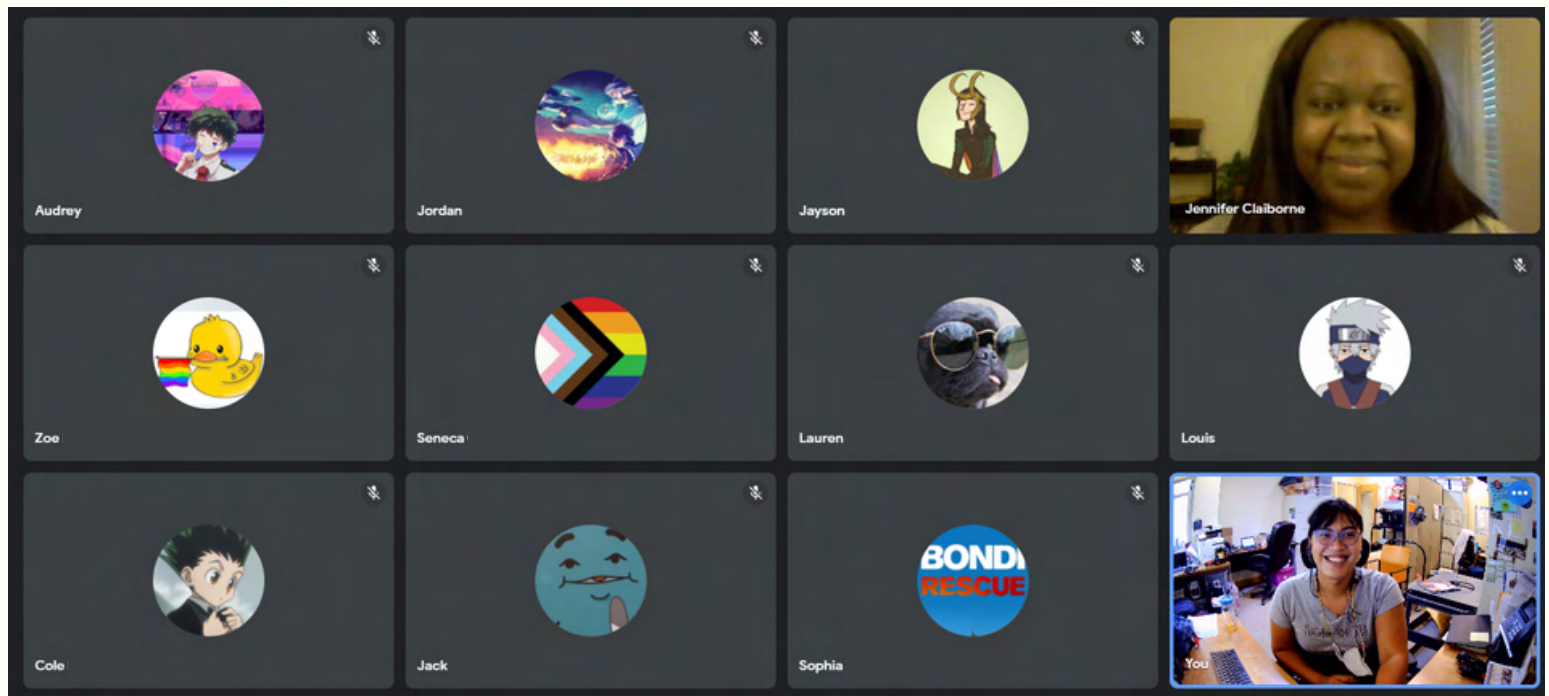 Audrey
Jordan
Jayson
Jennifer Claiborne
Zoe
Seneca
Lauren
Louis
Cole
Jack
BONDI
RESCUE
Sophia
You